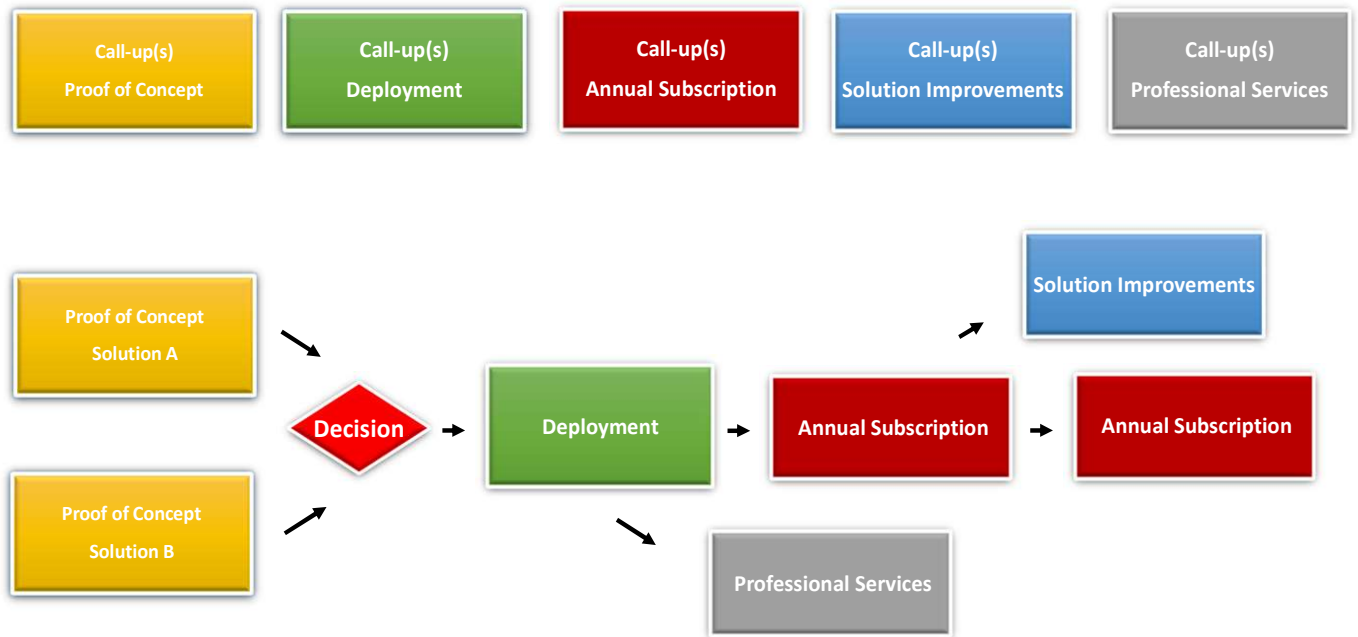 Call-up(s)
Proof of Concept
Call-up(s)
Deployment
Call-up(s)
Annual Subscription
Call-up(s)
Solution Improvements
Call-up(s)
Professional Services
Solution Improvements
Proof of Concept
Solution A
Decision
Deployment
Annual Subscription
Annual Subscription
Proof of Concept
Solution B
Professional Services